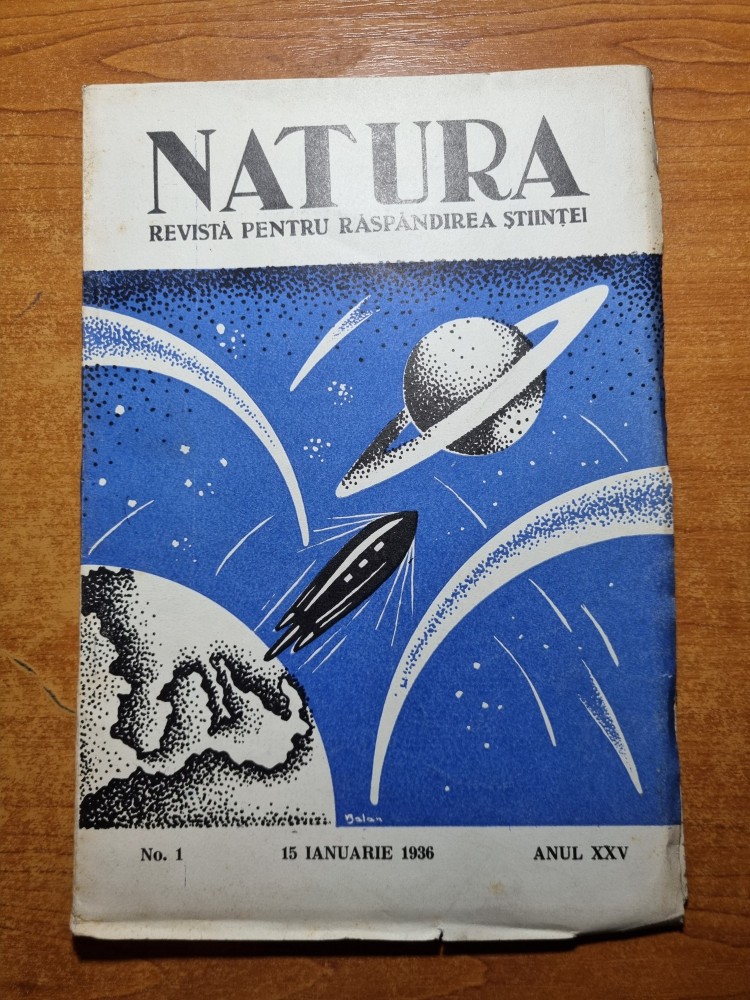 NATURA
REVISTĂ PENTRU RĂSPÂNDIREA ȘTIINȚEI
Balan
No. 1 15 IANUARIE 1936 ANUL XXV